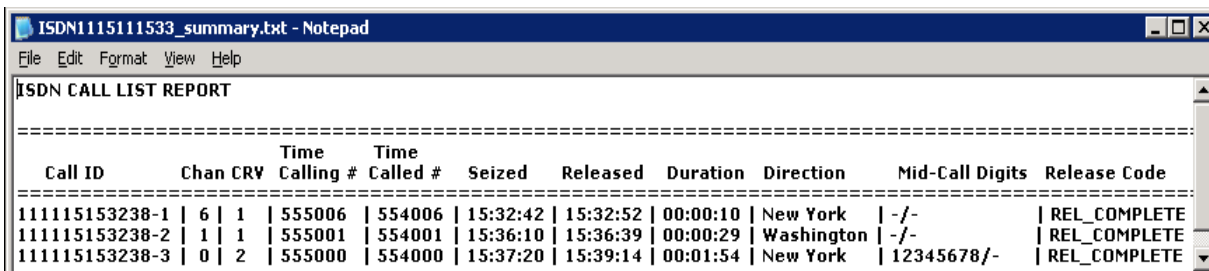 ISDN1115111533_summary.txt - Notepad
File Edit Format View Help
ISDN CALL LIST REPORT
==============================================================================================
Time Time
Call ID Chan CRV Calling # Called # Seized Released Duration Direction Mid-Call Digits Release Code
==============================================================================================
111115153238-1 | 6 | 1 | 555006 | 554006 | 15:32:42 | 15:32:52 | 00:00:10 | New York | -/- | REL_COMPLETE
111115153238-2 | 1 | 1 | 555001 | 554001 | 15:36:10 | 15:36:39 | 00:00:29 | Washington | -/- | REL_COMPLETE
111115153238-3 | 0 | 2 | 555000 | 554000 | 15:37:20 | 15:39:14 | 00:01:54 | New York | 12345678/- | REL_COMPLETE